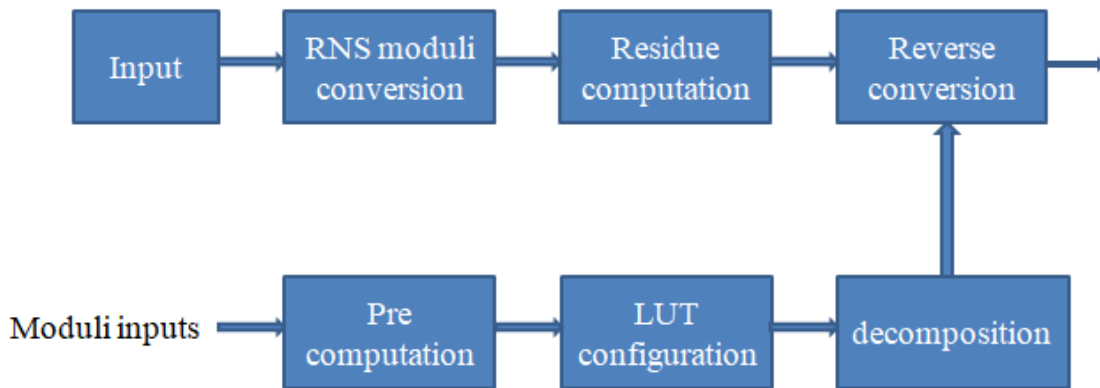 Input
RNS moduli
conversion
Residue
computation
Reverse
conversion
Moduli inputs
Pre
computation
LUT
configuration
decomposition